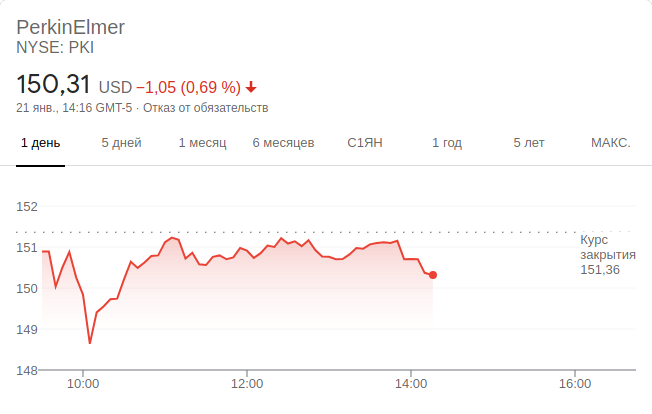 PerkinElmer
NYSE: PKI
150,31 USD −1,05 (0,69 %)
21 янв., 14:16 GMT-5 · Отказ от обязательств
1 день 5 дней 1 месяц 6 месяцев С1ЯН 1 год 5 лет МАКС.
152
151
150
149
148
Курс
закрытия
151,36
10:00 12:00 14:00 16:00